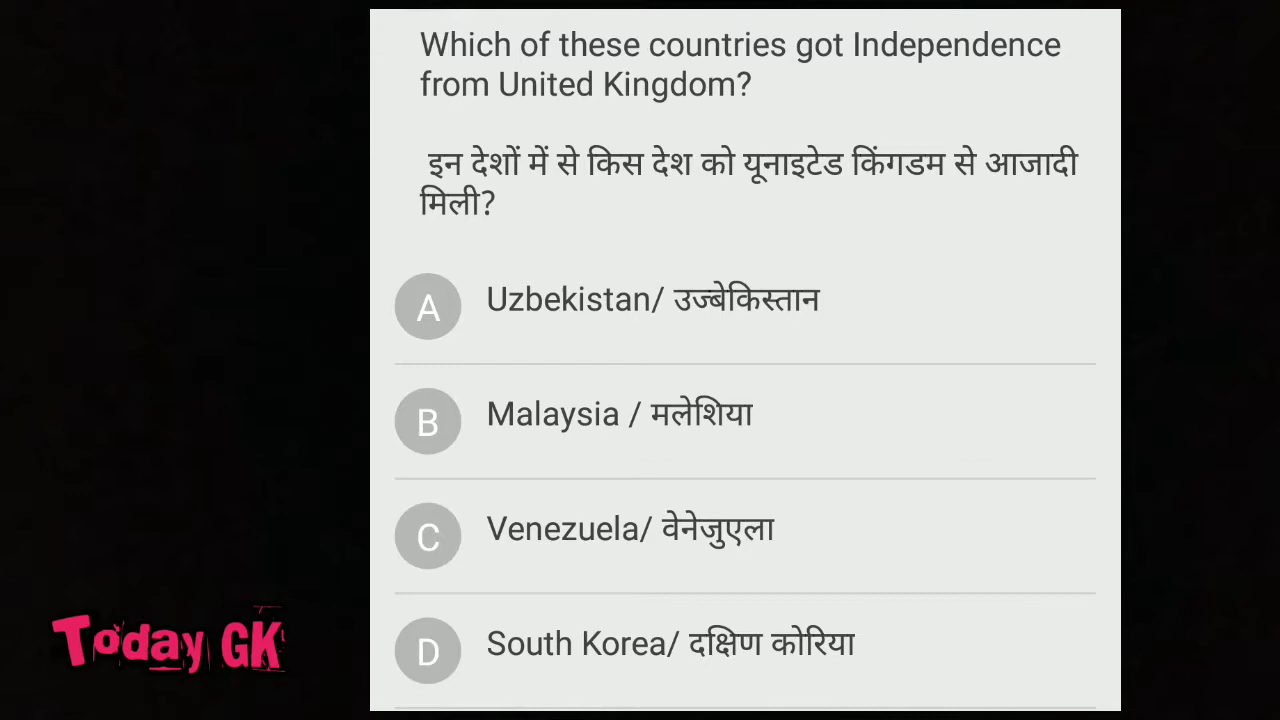 Which of these countries got Independence
from United Kingdom?
इन देशों में से किस देश को यूनाइटेड किंगडम से आजादी
मिली?
A Uzbekistan/ उज्बेकिस्तान
B Malaysia / मलेशिया
C Venezuela/ वेनेजुएला
D South Korea/ दक्षिण कोरिया
Today GK